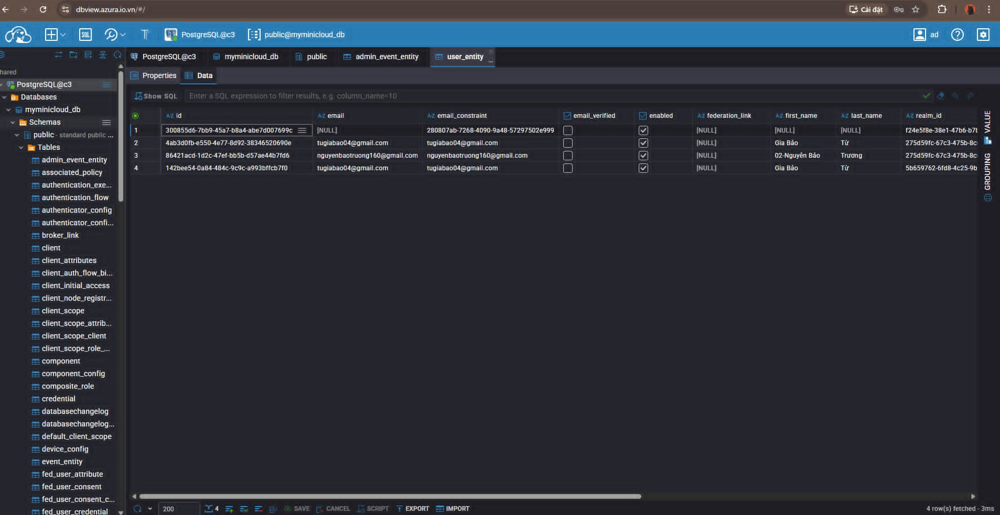 dbview.azura.io.vn/#/
Cài đặt
SQL
PostgreSQL@c3
public@myminicloud_db
ad
PostgreSQL@c3
myminicloud_db
public
admin_event_entity
user_entity
Properties
Data
Show SQL
Enter a SQL expression to filter results, e.g. column_name=10
hared
PostgreSQL@c3
Databases
myminicloud_db
Schemas
public - standard public ...
Tables
admin_event_entity
associated_policy
authentication_exe...
authentication_flow
authenticator_config
authenticator_confi...
broker_link
client
client_attributes
client_auth_flow_bi...
client_initial_access
client_node_registr...
client_scope
client_scope_attrib...
client_scope_client
client_scope_role_...
component
component_config
composite_role
credential
databasechangelog
databasechangelog...
default_client_scope
device_config
event_entity
fed_user_attribute
fed_user_consent
fed_user_consent_c...
fed_user_credential
A-Z id A-Z email A-Z email_constraint email_verified enabled A-Z federation_link A-Z first_name A-Z last_name A-Z realm_id
1 300855d6-7bb9-45a7-b8a4-abe7d007699c [NULL] 280807ab-7268-4090-9a48-57297502e999 [NULL] [NULL] [NULL] f24e5f8e-38e1-47b6-b7b
2 4ab3d0fb-e550-4e77-8d92-38346520690e tugiabao04@gmail.com tugiabao04@gmail.com [NULL] Gia Bảo Từ 275d59fc-67c3-475b-8c
3 86421acd-1d2c-47ef-bb5b-d57ae44b7fd6 nguyenbaotruong160@gmail.com nguyenbaotruong160@gmail.com [NULL] 02-Nguyên Bảo Trương 275d59fc-67c3-475b-8c
4 142bee54-0a84-484c-9c9c-a993bffcb7f0 tugiabao04@gmail.com tugiabao04@gmail.com [NULL] Gia Bảo Từ 5b659762-6fd8-4c25-9b
VALUE
GROUPING
200
4
SAVE
CANCEL
SCRIPT
EXPORT
IMPORT
4 row(s) fetched - 3ms